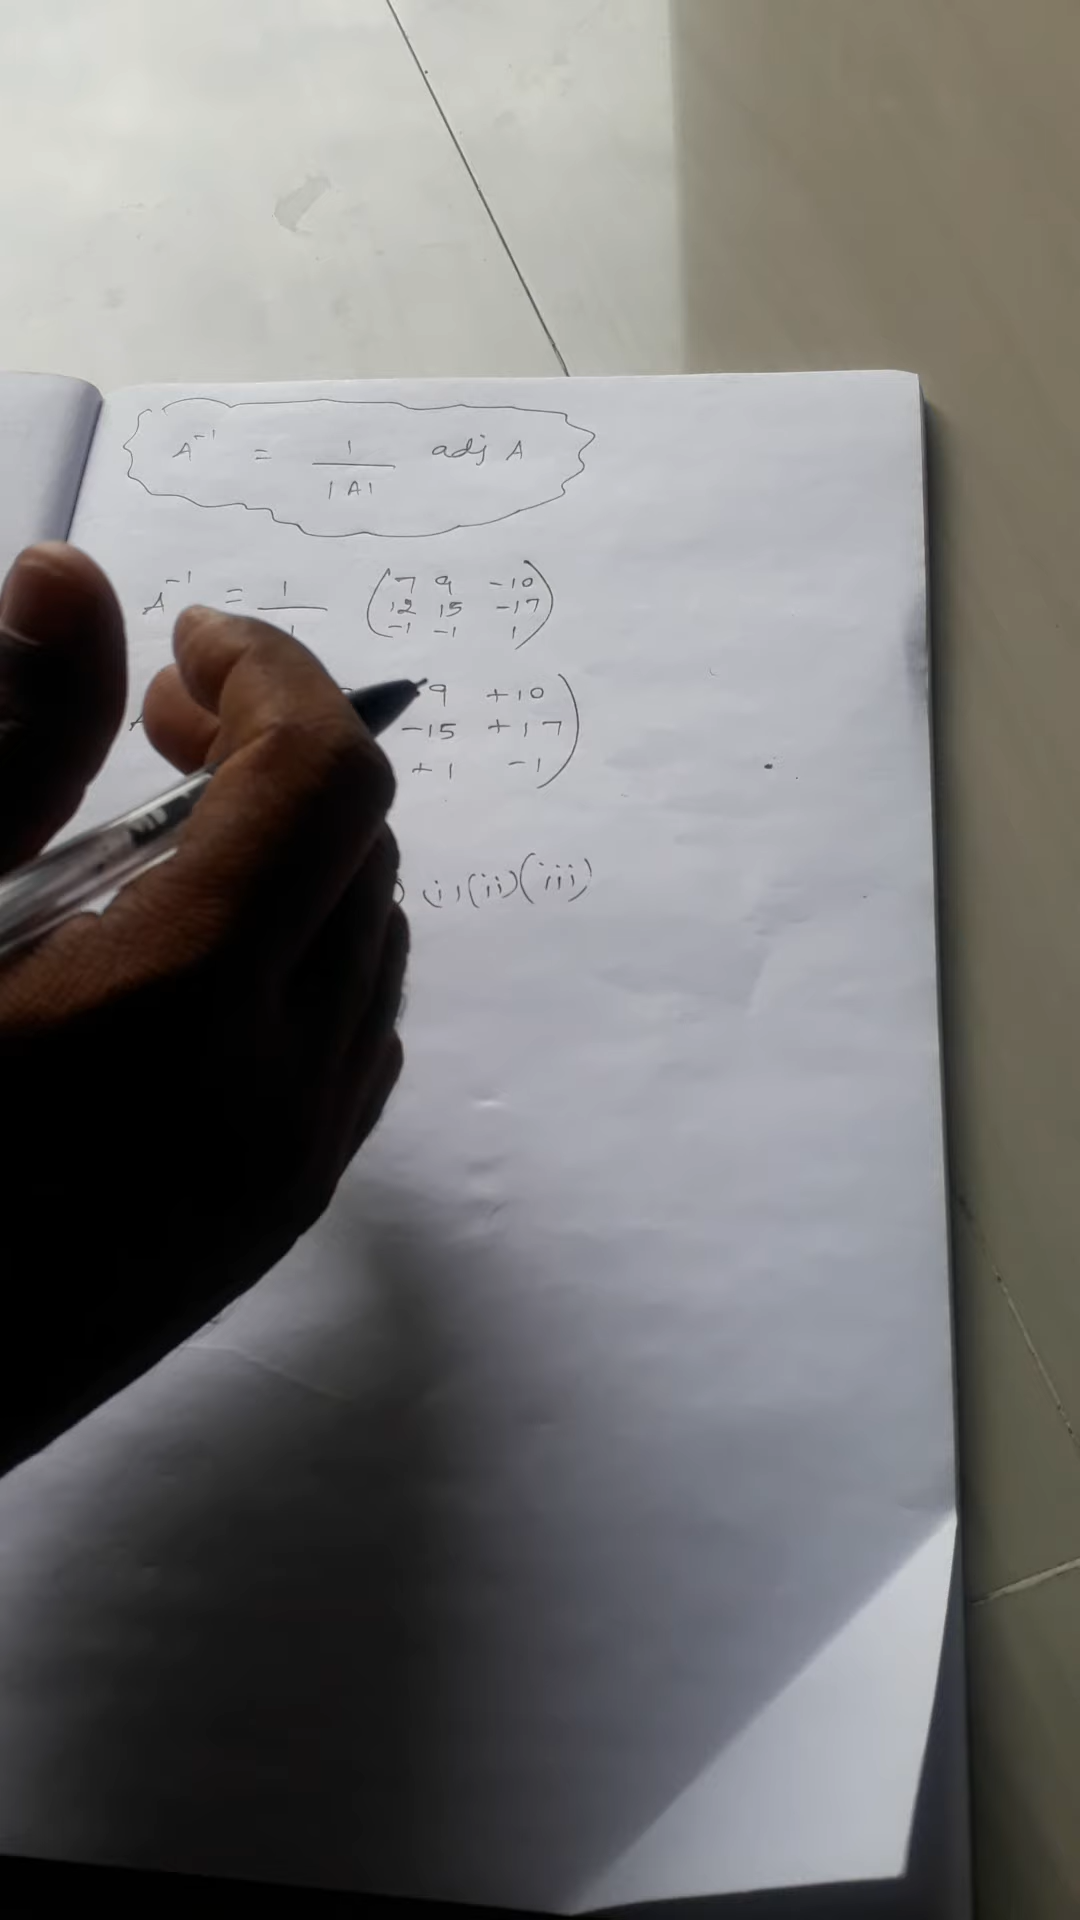 A⁻¹ = 1/|A| adj A
A⁻¹ = 1/1 (7 9 -10
12 15 -17
-1 -1 1)
9 +10
-15 +17
+1 -1)
(i) (ii) (iii)